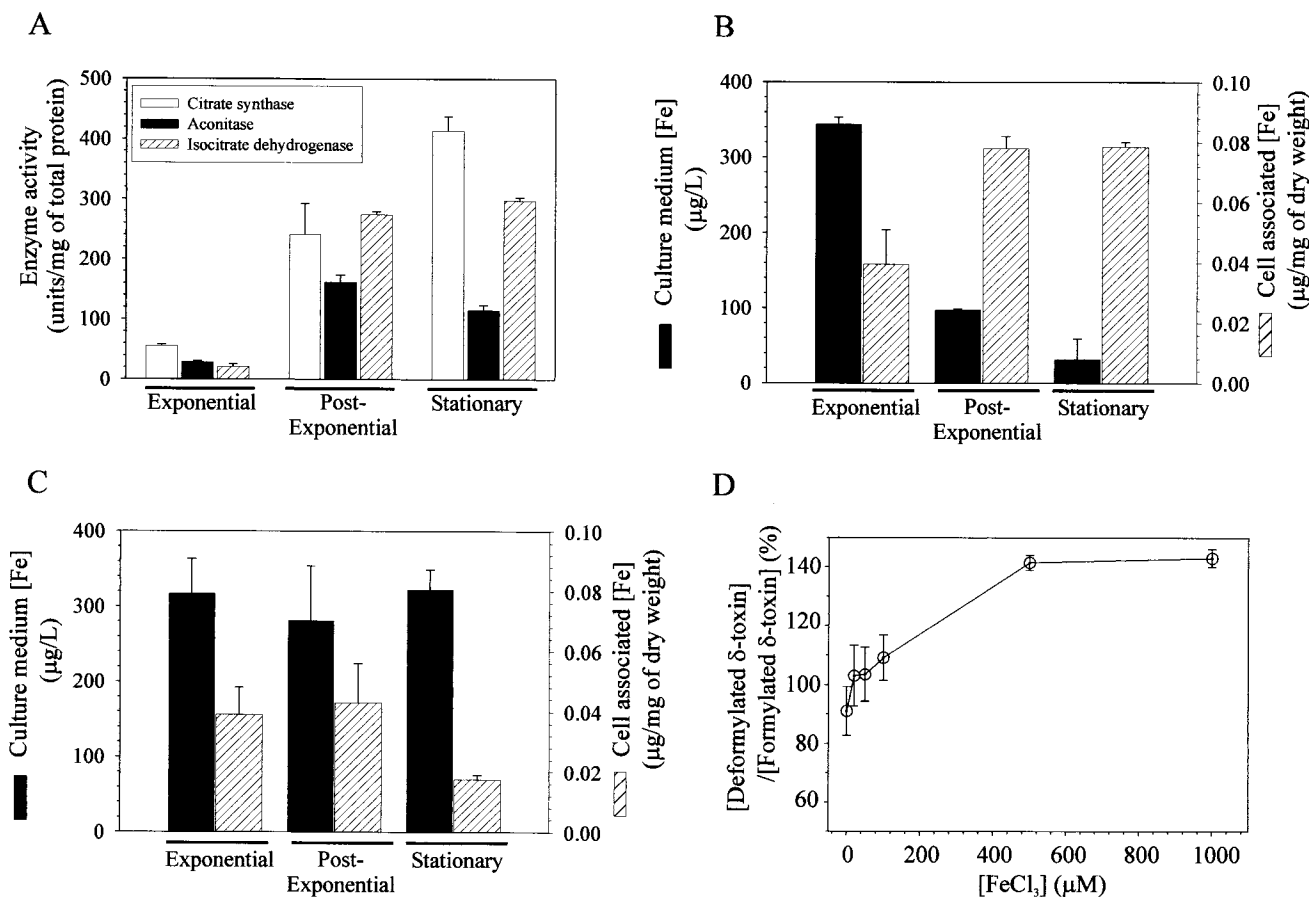 A
Enzyme activity
(units/mg of total protein)
500
400
300
200
100
0
Citrate synthase
Aconitase
Isocitrate dehydrogenase
Exponential
Post-
Exponential
Stationary
B
Culture medium [Fe]
(μg/L)
400
300
200
100
0
0.10
0.08
0.06
0.04
0.02
0.00
Cell associated [Fe]
(μg/mg of dry weight)
Exponential
Post-
Exponential
Stationary
C
Culture medium [Fe]
(μg/L)
400
300
200
100
0
0.10
0.08
0.06
0.04
0.02
0.00
Cell associated [Fe]
(μg/mg of dry weight)
Exponential
Post-
Exponential
Stationary
D
[Deformylated δ-toxin]
/[Formylated δ-toxin] (%)
140
120
100
80
60
0 200 400 600 800 1000
[FeCl₃] (μM)